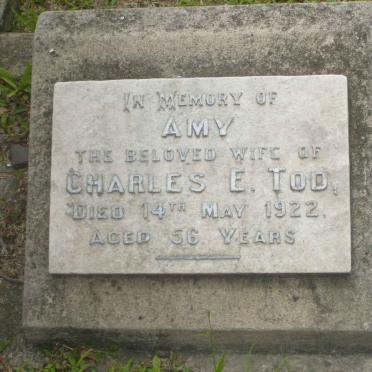 IN MEMORY OF
AMY
THE BELOVED WIFE OF
CHARLES E. TOD,
DIED 14TH MAY 1922.
AGED 56 YEARS